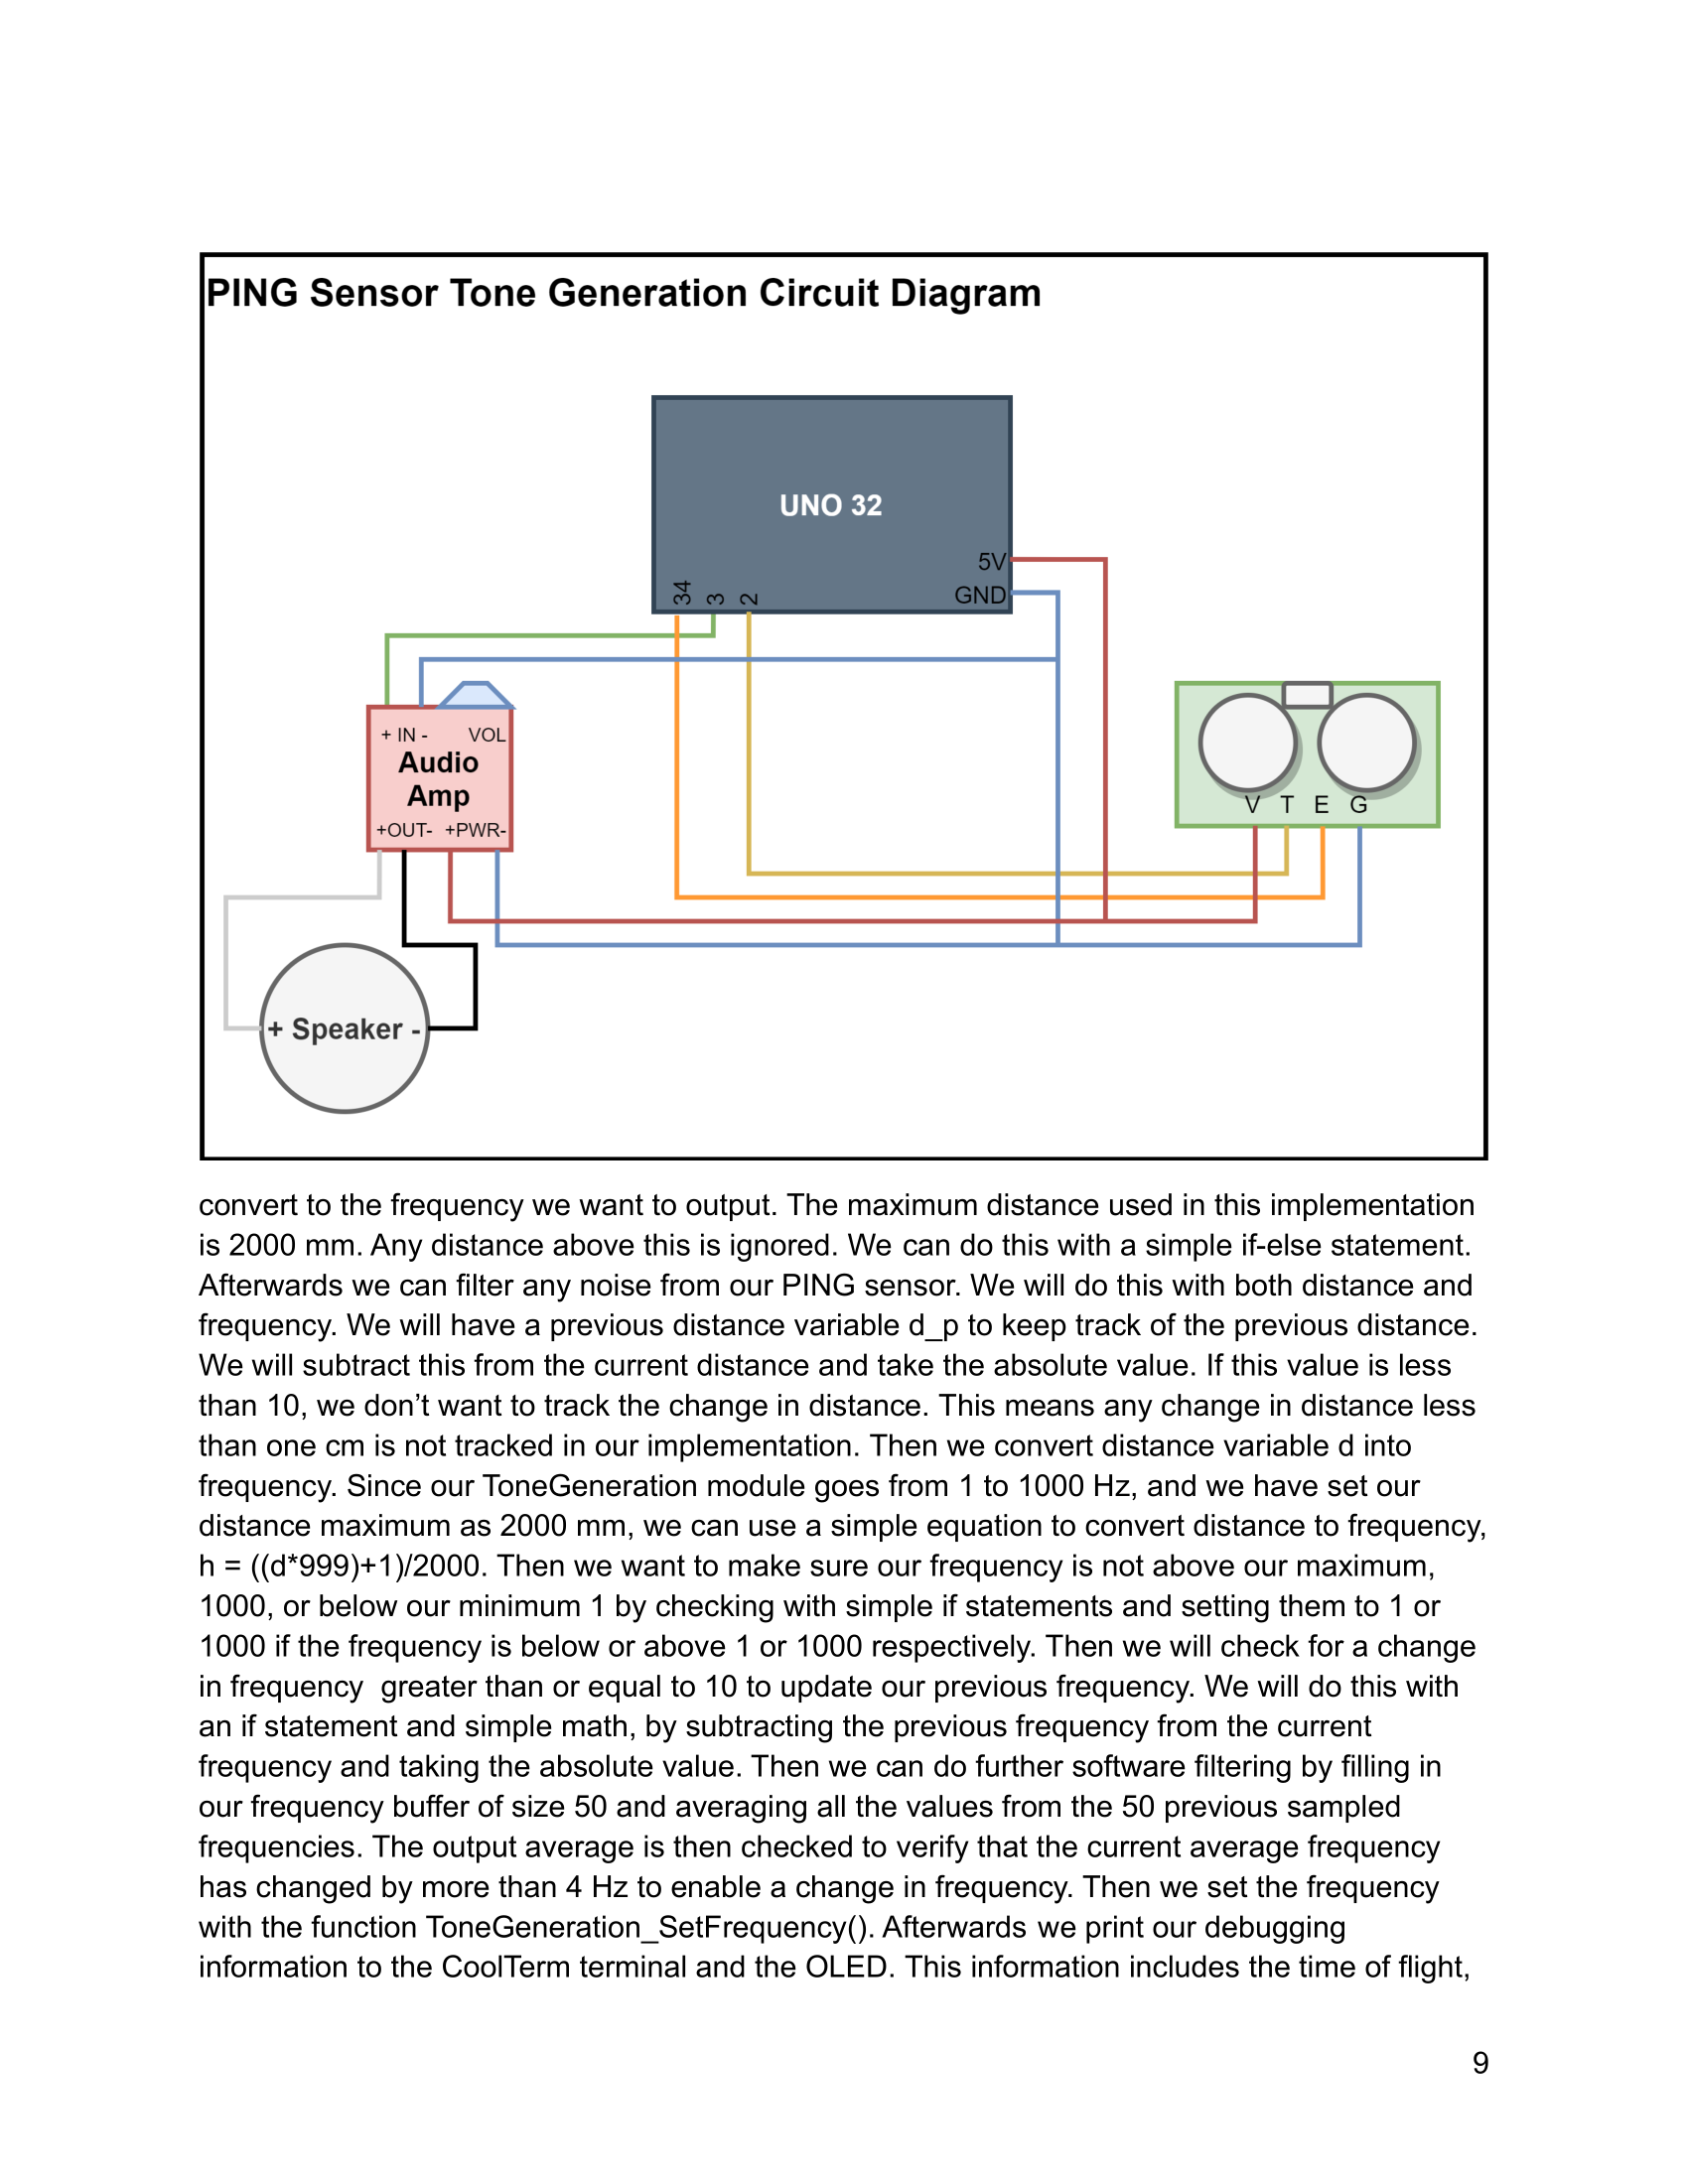 PING Sensor Tone Generation Circuit Diagram
UNO 32
5V
GND
34
3
2
+ IN -
VOL
Audio
Amp
+OUT-
+PWR-
V T E G
+ Speaker -
convert to the frequency we want to output. The maximum distance used in this implementation
is 2000 mm. Any distance above this is ignored. We can do this with a simple if-else statement.
Afterwards we can filter any noise from our PING sensor. We will do this with both distance and
frequency. We will have a previous distance variable d_p to keep track of the previous distance.
We will subtract this from the current distance and take the absolute value. If this value is less
than 10, we don’t want to track the change in distance. This means any change in distance less
than one cm is not tracked in our implementation. Then we convert distance variable d into
frequency. Since our ToneGeneration module goes from 1 to 1000 Hz, and we have set our
distance maximum as 2000 mm, we can use a simple equation to convert distance to frequency,
h = ((d*999)+1)/2000. Then we want to make sure our frequency is not above our maximum,
1000, or below our minimum 1 by checking with simple if statements and setting them to 1 or
1000 if the frequency is below or above 1 or 1000 respectively. Then we will check for a change
in frequency  greater than or equal to 10 to update our previous frequency. We will do this with
an if statement and simple math, by subtracting the previous frequency from the current
frequency and taking the absolute value. Then we can do further software filtering by filling in
our frequency buffer of size 50 and averaging all the values from the 50 previous sampled
frequencies. The output average is then checked to verify that the current average frequency
has changed by more than 4 Hz to enable a change in frequency. Then we set the frequency
with the function ToneGeneration_SetFrequency(). Afterwards we print our debugging
information to the CoolTerm terminal and the OLED. This information includes the time of flight,
9